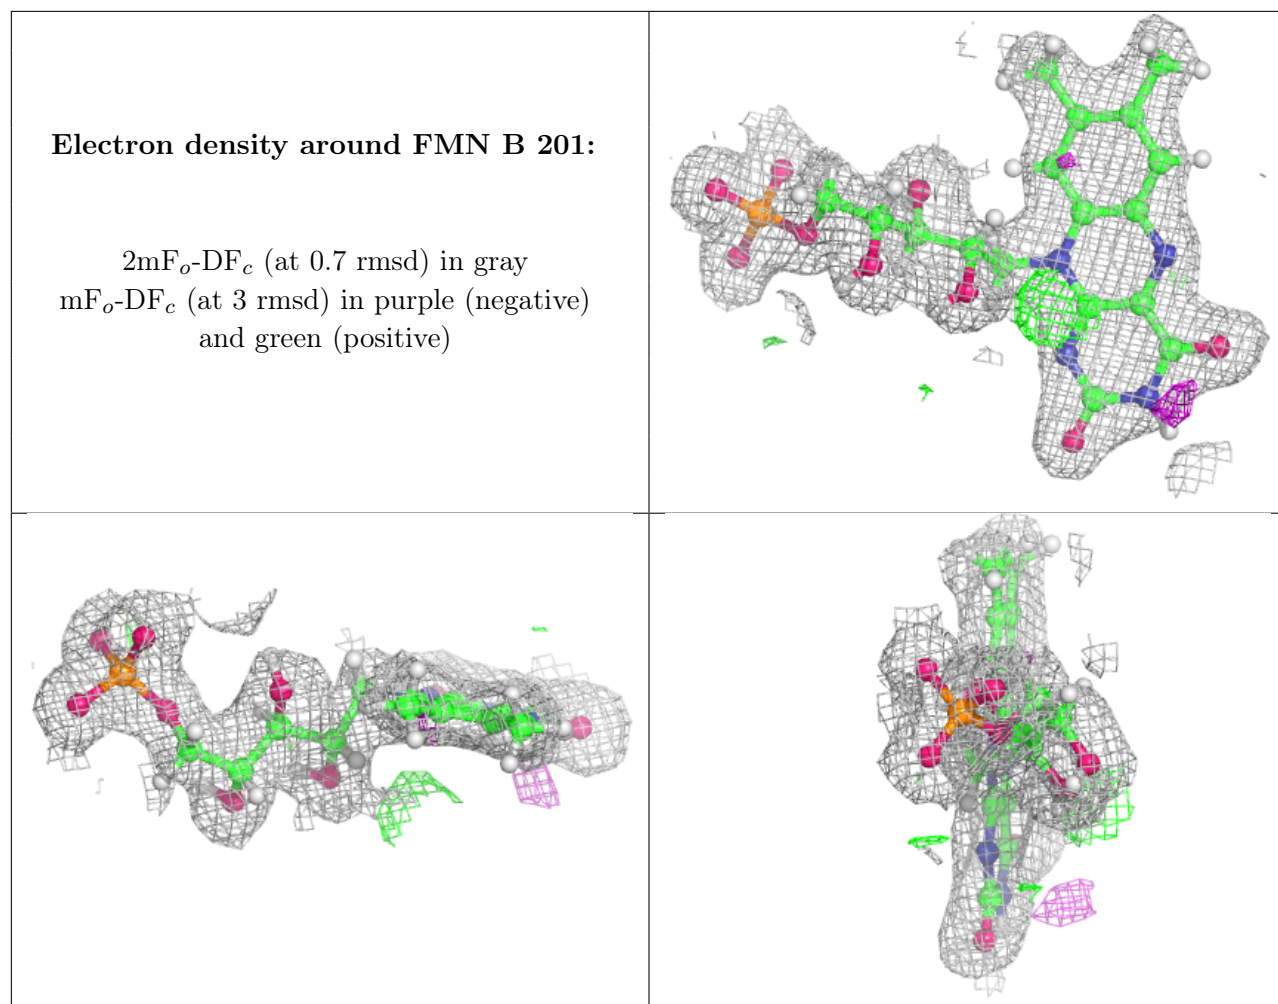 Electron density around FMN B 201:
2mFo-DFc (at 0.7 rmsd) in gray
mFo-DFc (at 3 rmsd) in purple (negative)
and green (positive)